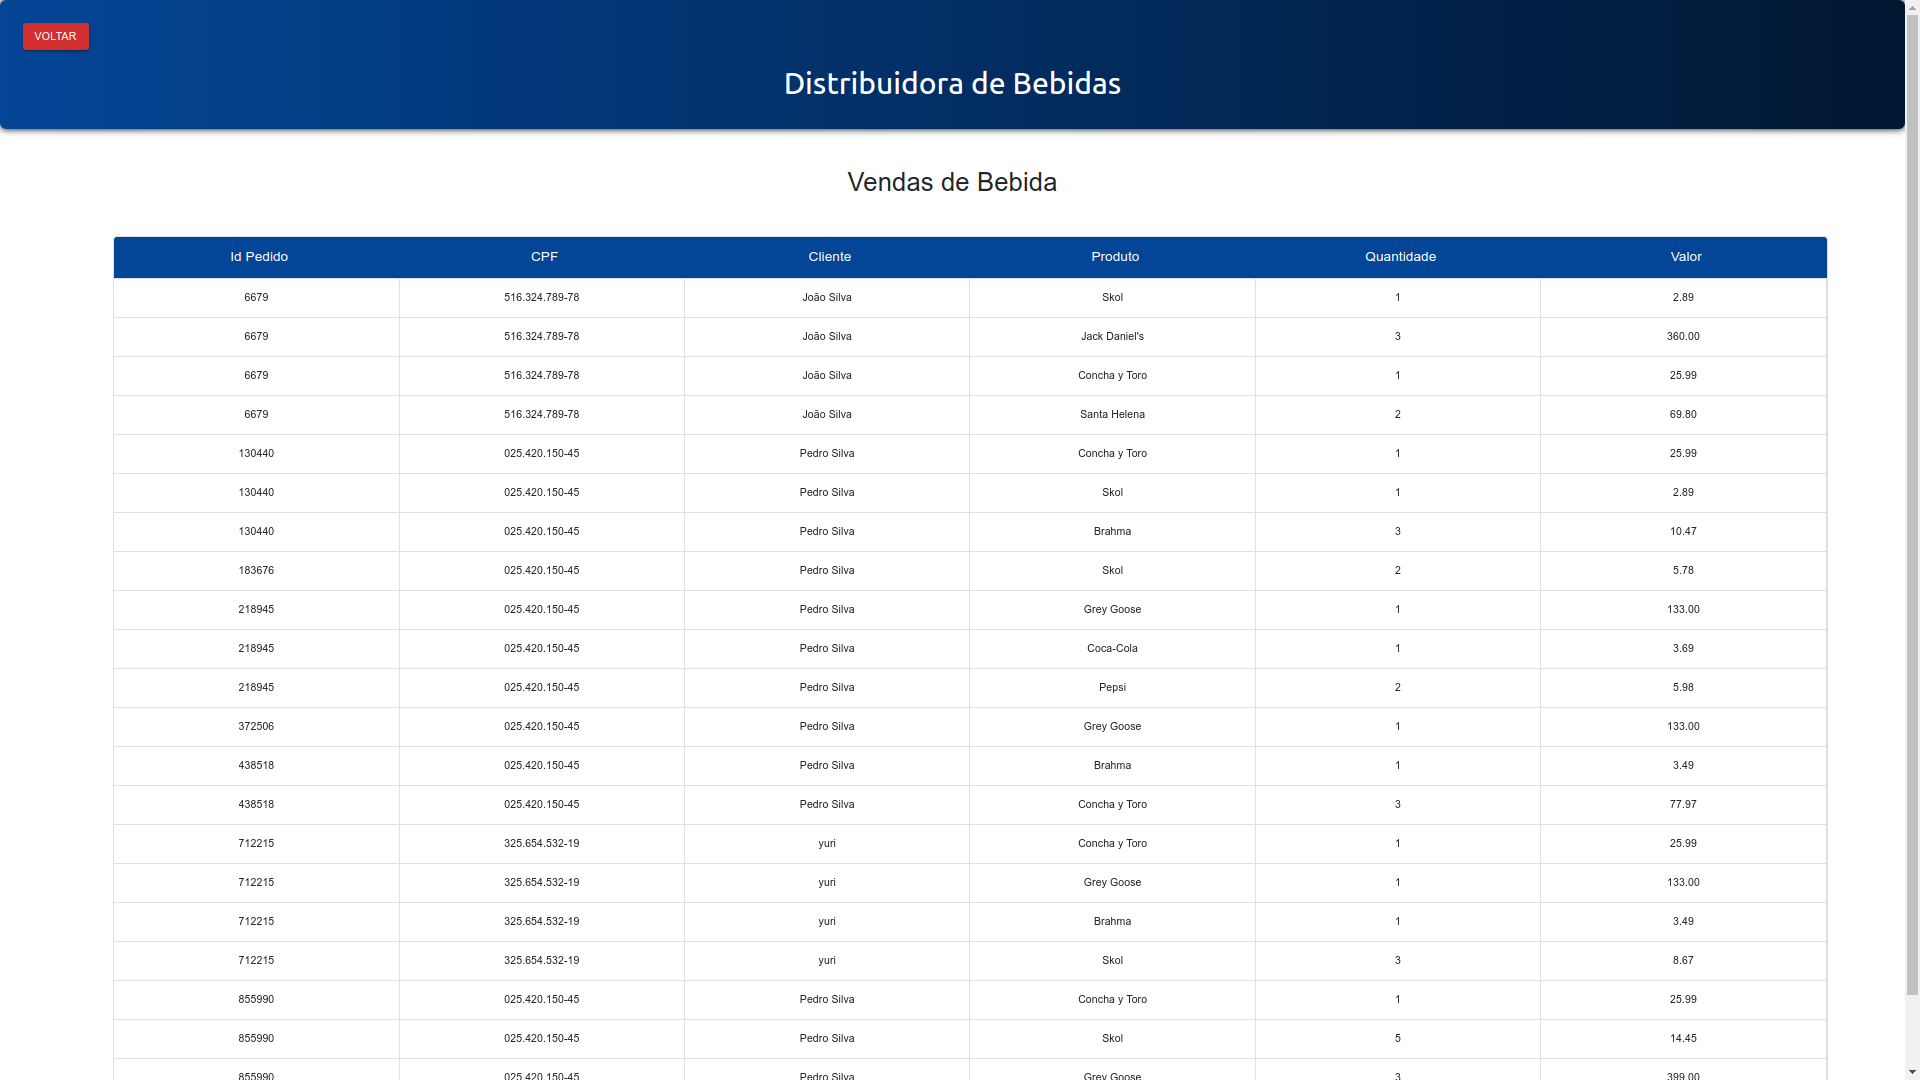 VOLTAR
Distribuidora de Bebidas
Vendas de Bebida
Id Pedido CPF Cliente Produto Quantidade Valor
6679 516.324.789-78 João Silva Skol 1 2.89
6679 516.324.789-78 João Silva Jack Daniel's 3 360.00
6679 516.324.789-78 João Silva Concha y Toro 1 25.99
6679 516.324.789-78 João Silva Santa Helena 2 69.80
130440 025.420.150-45 Pedro Silva Concha y Toro 1 25.99
130440 025.420.150-45 Pedro Silva Skol 1 2.89
130440 025.420.150-45 Pedro Silva Brahma 3 10.47
183676 025.420.150-45 Pedro Silva Skol 2 5.78
218945 025.420.150-45 Pedro Silva Grey Goose 1 133.00
218945 025.420.150-45 Pedro Silva Coca-Cola 1 3.69
218945 025.420.150-45 Pedro Silva Pepsi 2 5.98
372506 025.420.150-45 Pedro Silva Grey Goose 1 133.00
438518 025.420.150-45 Pedro Silva Brahma 1 3.49
438518 025.420.150-45 Pedro Silva Concha y Toro 3 77.97
712215 325.654.532-19 yuri Concha y Toro 1 25.99
712215 325.654.532-19 yuri Grey Goose 1 133.00
712215 325.654.532-19 yuri Brahma 1 3.49
712215 325.654.532-19 yuri Skol 3 8.67
855990 025.420.150-45 Pedro Silva Concha y Toro 1 25.99
855990 025.420.150-45 Pedro Silva Skol 5 14.45
855990 025.420.150-45 Pedro Silva Grey Goose 3 399.00